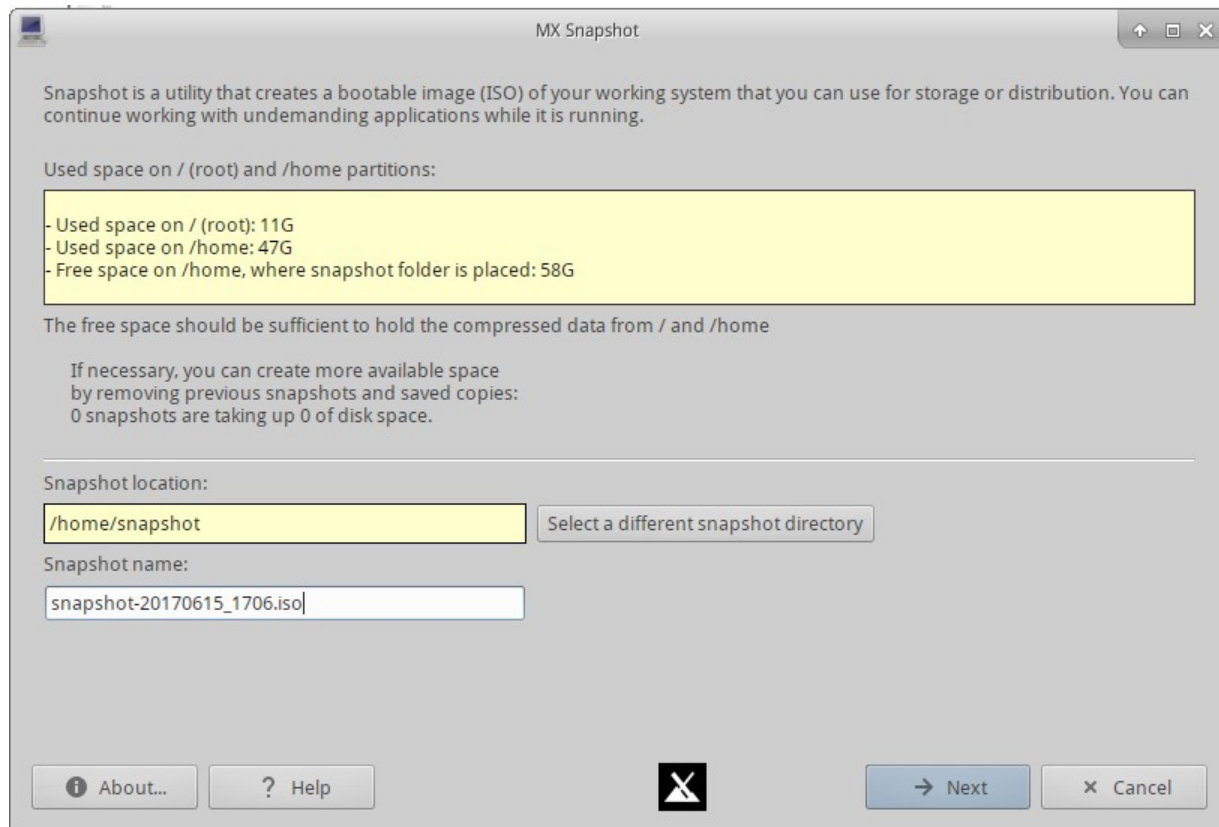 MX Snapshot
Snapshot is a utility that creates a bootable image (ISO) of your working system that you can use for storage or distribution. You can
continue working with undemanding applications while it is running.
Used space on / (root) and /home partitions:
- Used space on / (root): 11G
- Used space on /home: 47G
- Free space on /home, where snapshot folder is placed: 58G
The free space should be sufficient to hold the compressed data from / and /home
If necessary, you can create more available space
by removing previous snapshots and saved copies:
0 snapshots are taking up 0 of disk space.
Snapshot location:
/home/snapshot
Select a different snapshot directory
Snapshot name:
snapshot-20170615_1706.iso
About...
? Help
Next
Cancel